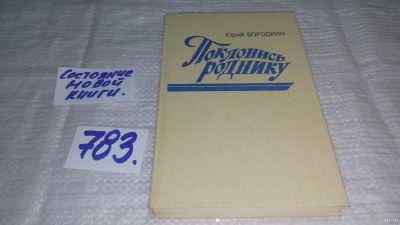 Состояние
новой
книги.
783.
Юрий БОРОДКИН
Поклонись
роднику